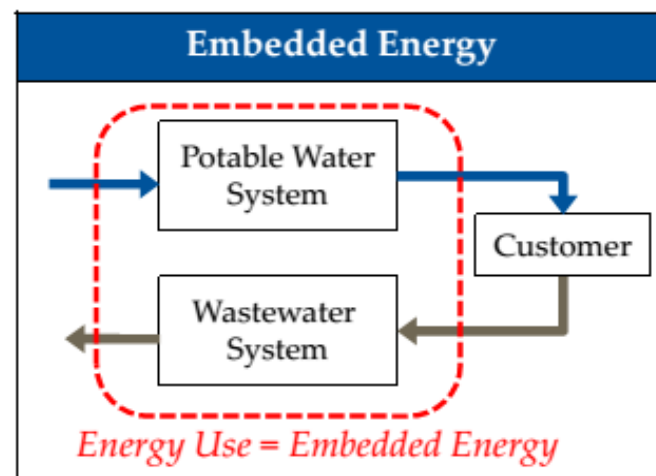 Embedded Energy
Potable Water
System
Customer
Wastewater
System
Energy Use = Embedded Energy